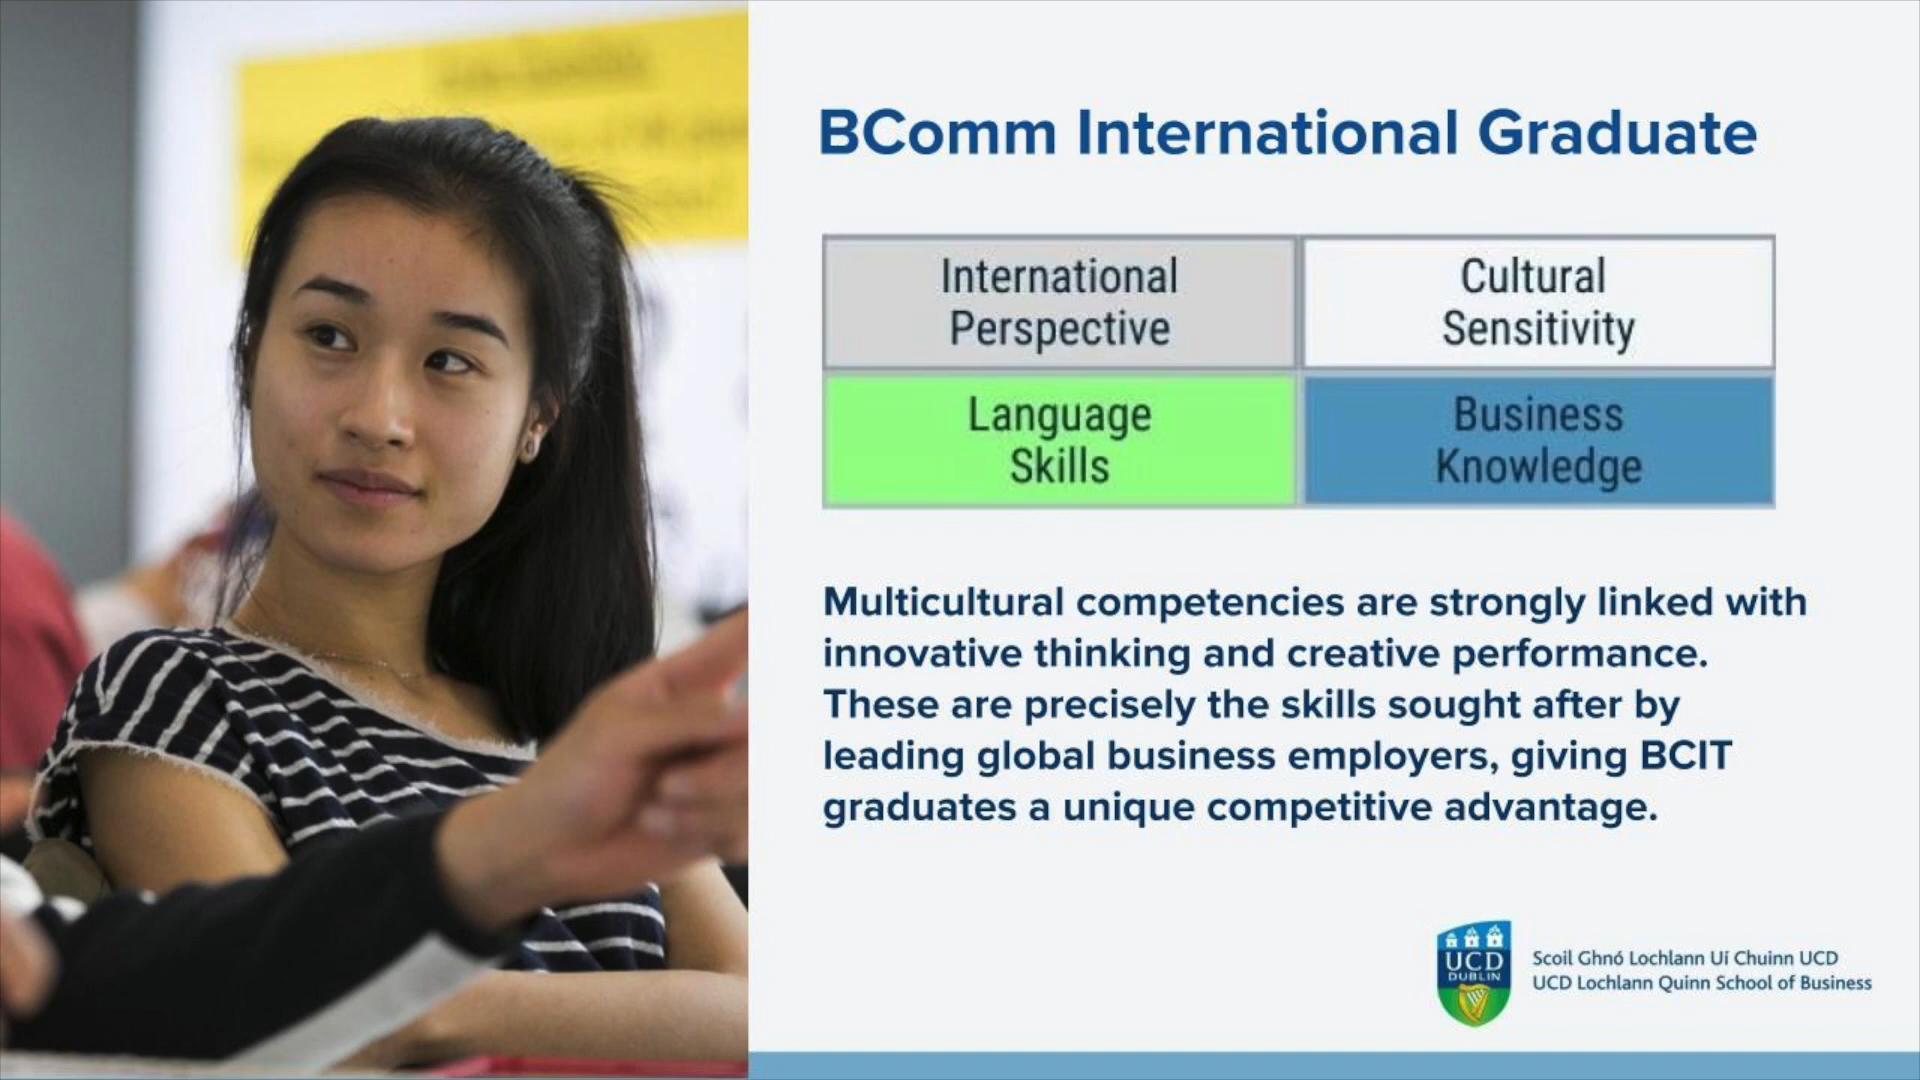 BComm International Graduate
International
Perspective
Cultural
Sensitivity
Language
Skills
Business
Knowledge
Multicultural competencies are strongly linked with
innovative thinking and creative performance.
These are precisely the skills sought after by
leading global business employers, giving BCIT
graduates a unique competitive advantage.
UCD
DUBLIN
Scoil Ghnó Lochlann Uí Chuinn UCD
UCD Lochlann Quinn School of Business